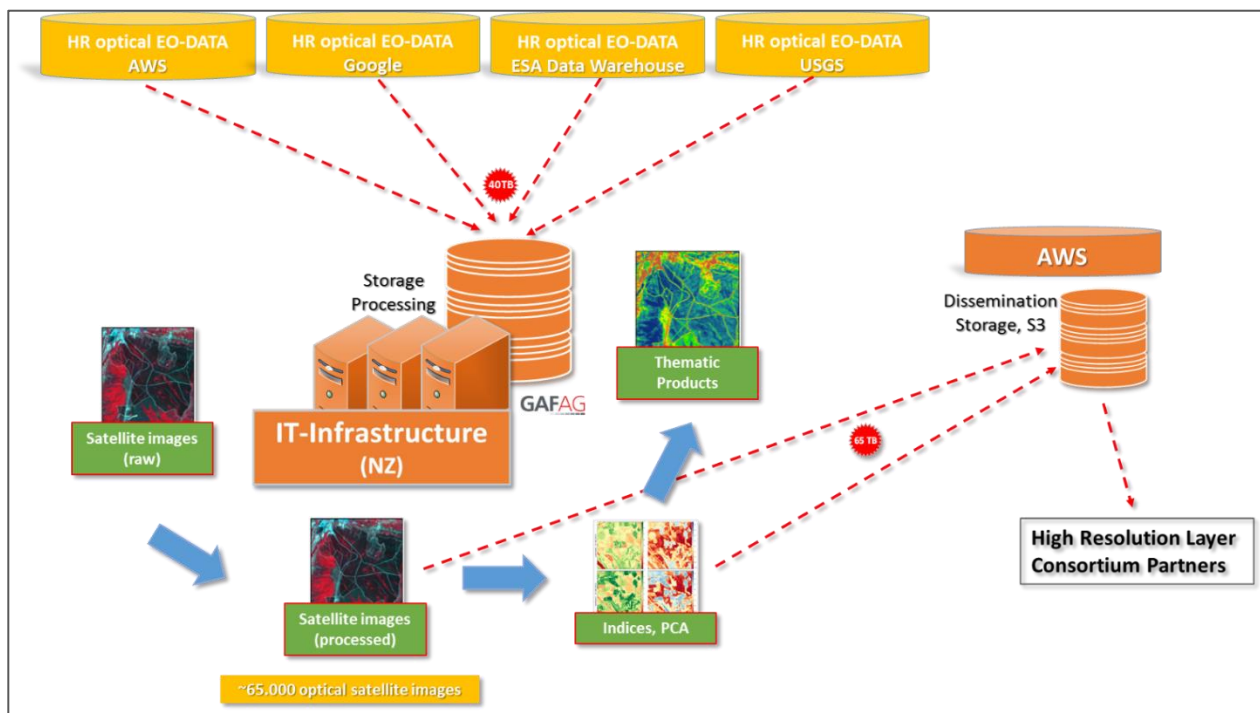 HR optical EO-DATA
AWS
HR optical EO-DATA
Google
HR optical EO-DATA
ESA Data Warehouse
HR optical EO-DATA
USGS
40TB
Storage
Processing
AWS
Dissemination
Storage, S3
Thematic
Products
GAFAG
IT-Infrastructure
(NZ)
Satellite images
(raw)
65 TB
High Resolution Layer
Consortium Partners
Satellite images
(processed)
Indices, PCA
~65.000 optical satellite images